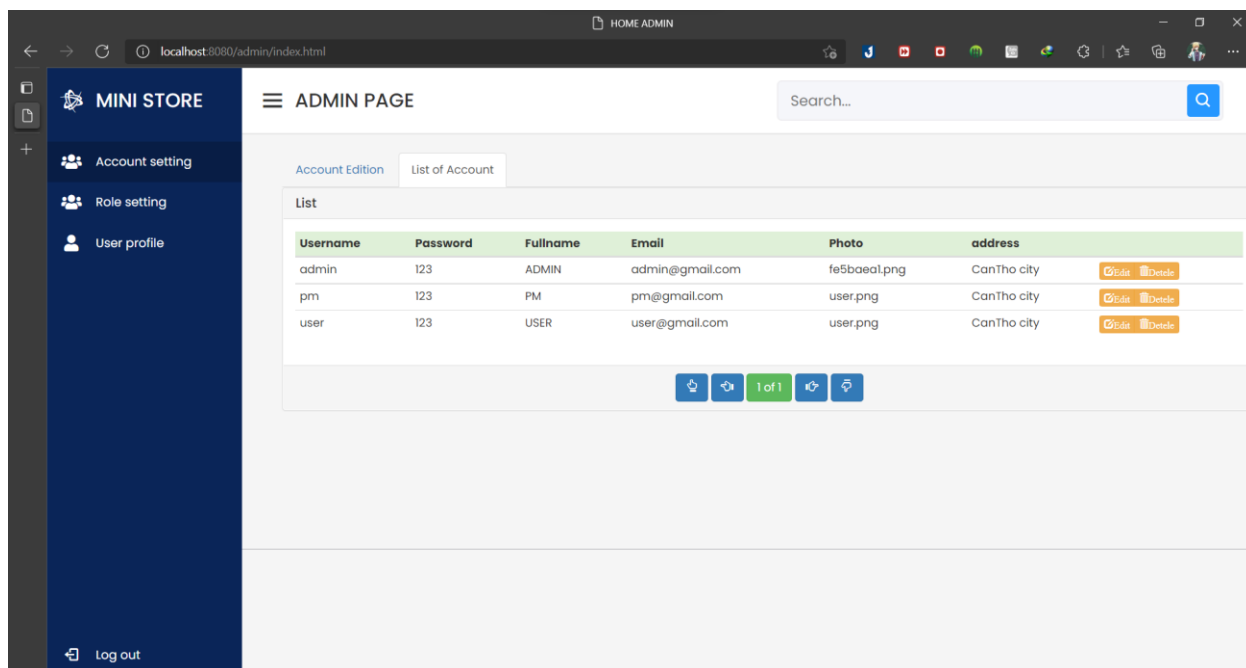 HOME ADMIN
localhost:8080/admin/index.html
MINI STORE
ADMIN PAGE
Search...
Account setting
Role setting
User profile
Account Edition List of Account
List
Username Password Fullname Email Photo address
admin 123 ADMIN admin@gmail.com fe5baea1.png CanTho city Edit Detele
pm 123 PM pm@gmail.com user.png CanTho city Edit Detele
user 123 USER user@gmail.com user.png CanTho city Edit Detele
1 of 1
Log out